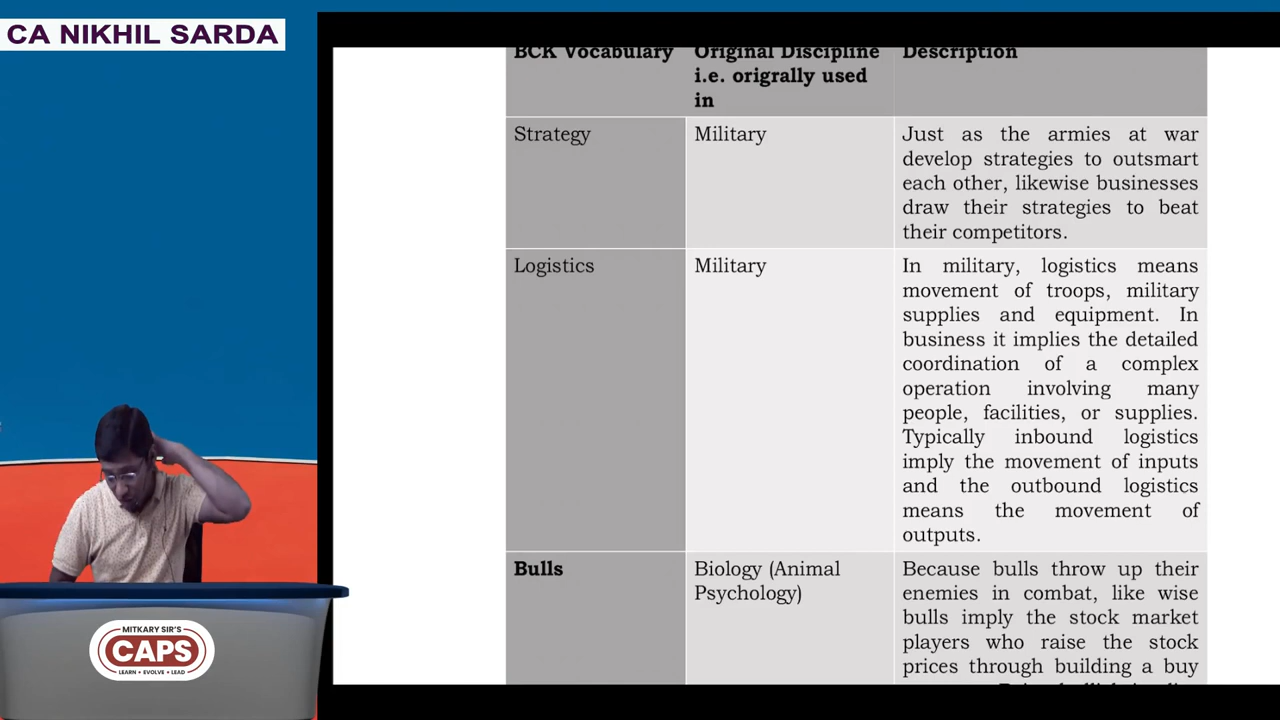 CA NIKHIL SARDA
BCK Vocabulary
Original Discipline
i.e. origrally used
in
Description
Strategy
Military
Just as the armies at war
develop strategies to outsmart
each other, likewise businesses
draw their strategies to beat
their competitors.
Logistics
Military
In military, logistics means
movement of troops, military
supplies and equipment. In
business it implies the detailed
coordination of a complex
operation involving many
people, facilities, or supplies.
Typically inbound logistics
imply the movement of inputs
and the outbound logistics
means the movement of
outputs.
Bulls
Biology (Animal
Psychology)
Because bulls throw up their
enemies in combat, like wise
bulls imply the stock market
players who raise the stock
prices through building a buy
MITKARY SIR'S
CAPS
LEARN • EVOLVE • LEAD